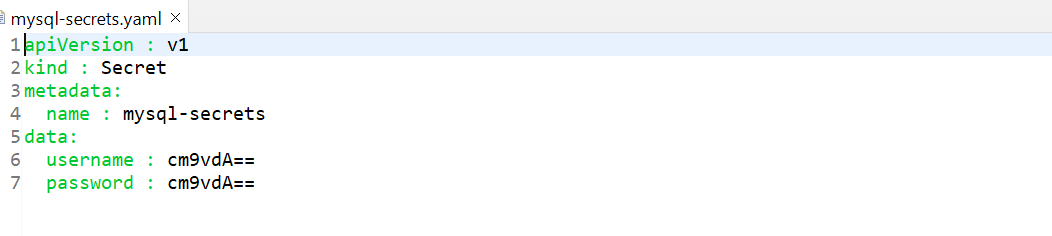 mysql-secrets.yaml ×
1 apiVersion : v1
2 kind : Secret
3 metadata:
4   name : mysql-secrets
5 data:
6   username : cm9vdA==
7   password : cm9vdA==